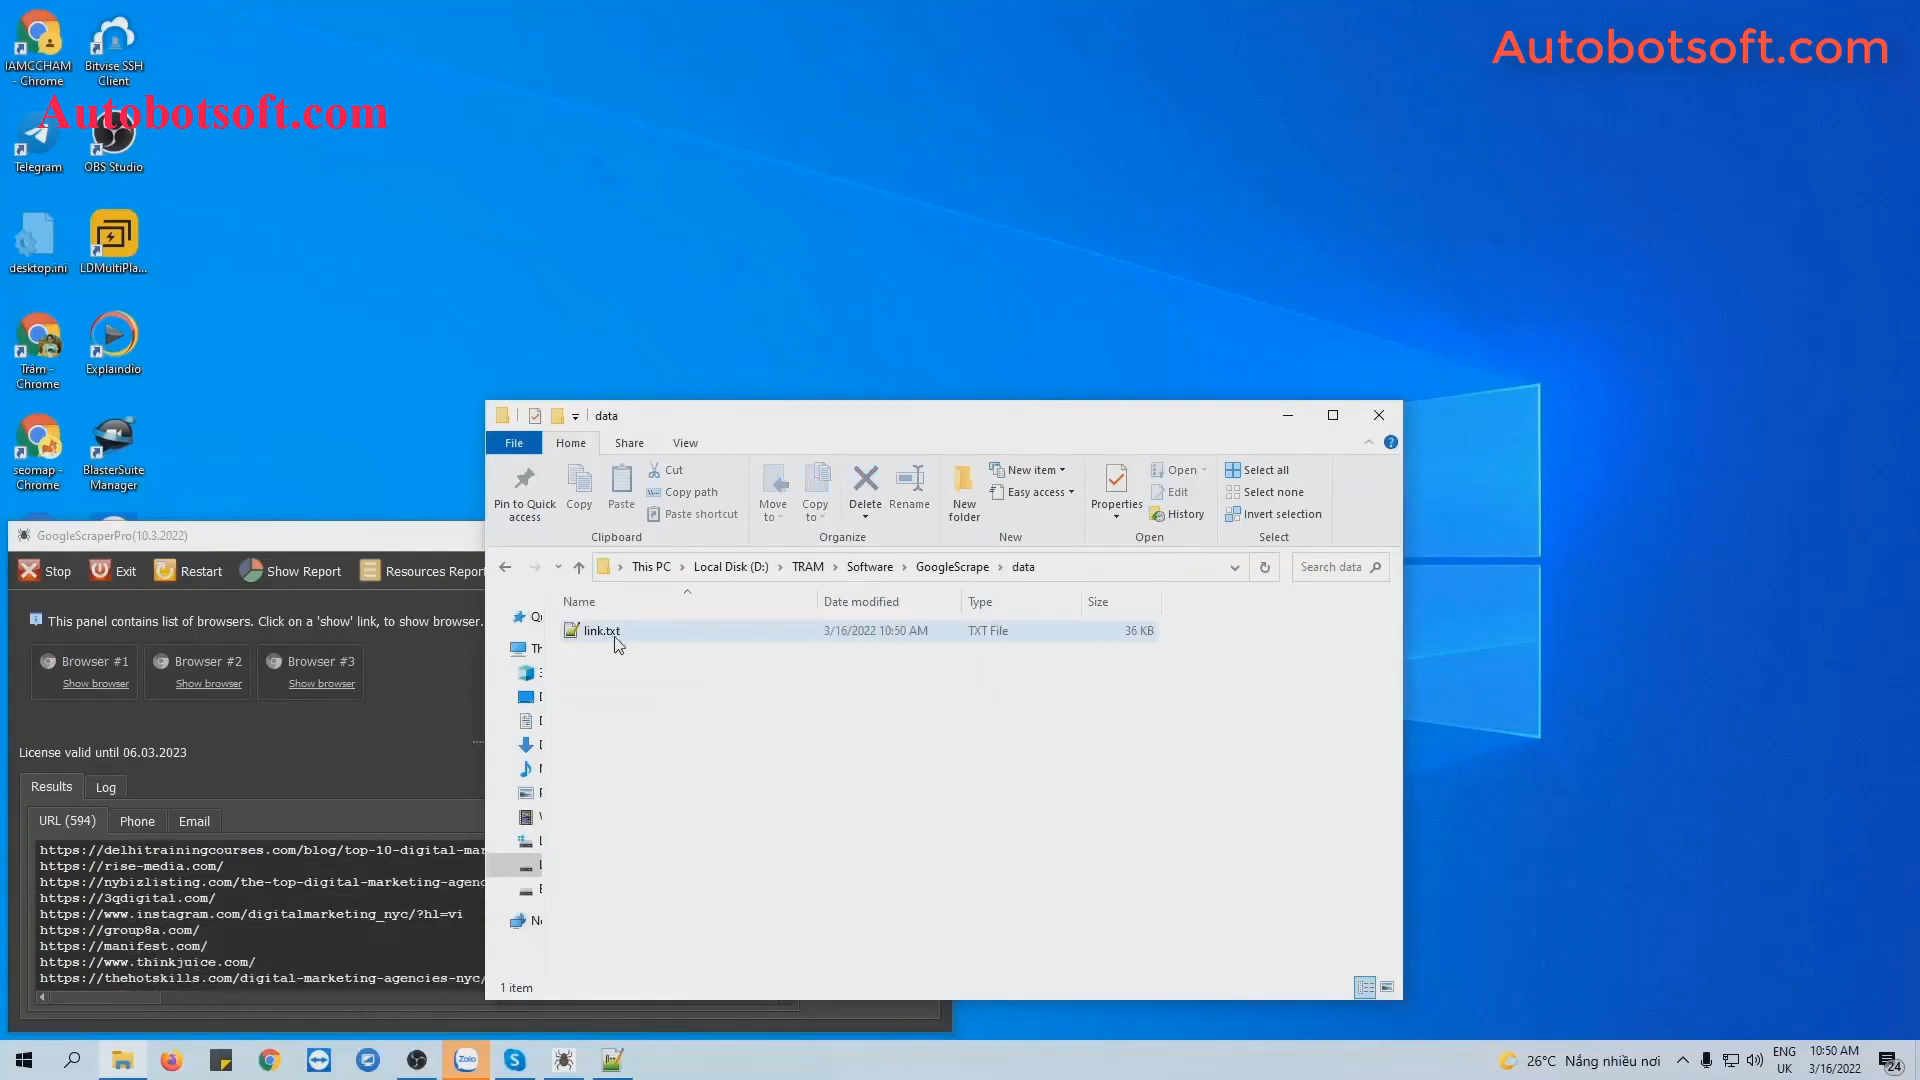 Autobotsoft.com
Autobotsoft.com
IAMCCHAM
- Chrome
Bitvise SSH
Client
Telegram
OBS Studio
desktop.ini
LDMultiPla...
Trâm -
Chrome
Explaindio
seomap -
Chrome
BlasterSuite
Manager
data
File
Home
Share
View
Pin to Quick
access
Copy
Paste
Cut
Copy path
Paste shortcut
Clipboard
Move
to
Copy
to
Delete
Rename
Organize
New
folder
New item
Easy access
New
Properties
Open
Edit
History
Open
Select all
Select none
Invert selection
Select
This PC
Local Disk (D:)
TRAM
Software
GoogleScrape
data
Search data
Name
Date modified
Type
Size
link.txt
3/16/2022 10:50 AM
TXT File
36 KB
1 item
GoogleScraperPro(10.3.2022)
Stop
Exit
Restart
Show Report
Resources Repor
This panel contains list of browsers. Click on a 'show' link, to show browser.
Browser #1
Show browser
Browser #2
Show browser
Browser #3
Show browser
License valid until 06.03.2023
Results
Log
URL (594)
Phone
Email
https://delhitrainingcourses.com/blog/top-10-digital-mar
https://rise-media.com/
https://nybizlisting.com/the-top-digital-marketing-agenc
https://3qdigital.com/
https://www.instagram.com/digitalmarketing_nyc/?hl=vi
https://group8a.com/
https://manifest.com/
https://www.thinkjuice.com/
https://thehotskills.com/digital-marketing-agencies-nyc/
Zalo
26°C Nắng nhiều nơi
ENG
UK
10:50 AM
3/16/2022
24